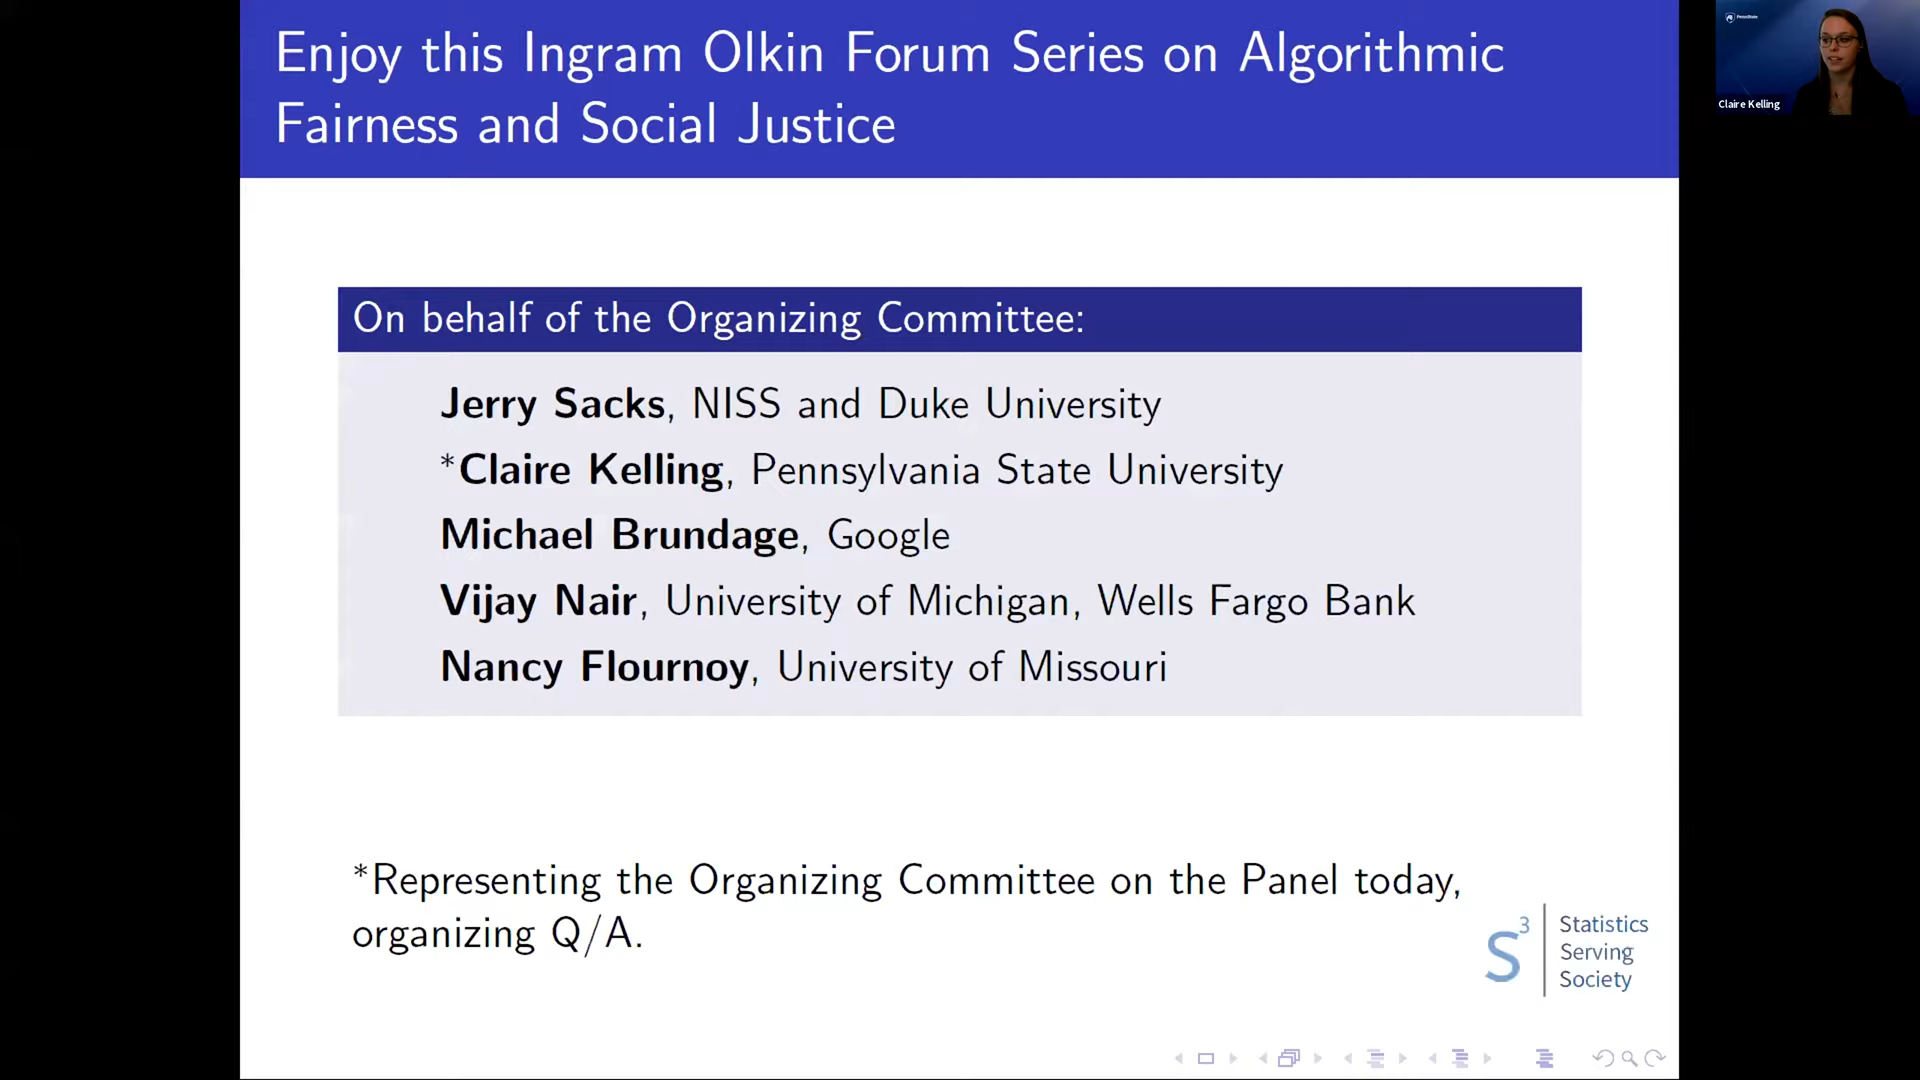 Enjoy this Ingram Olkin Forum Series on Algorithmic
Fairness and Social Justice
On behalf of the Organizing Committee:
Jerry Sacks, NISS and Duke University
*Claire Kelling, Pennsylvania State University
Michael Brundage, Google
Vijay Nair, University of Michigan, Wells Fargo Bank
Nancy Flournoy, University of Missouri
*Representing the Organizing Committee on the Panel today,
organizing Q/A.
S3
Statistics
Serving
Society
PennState
Claire Kelling